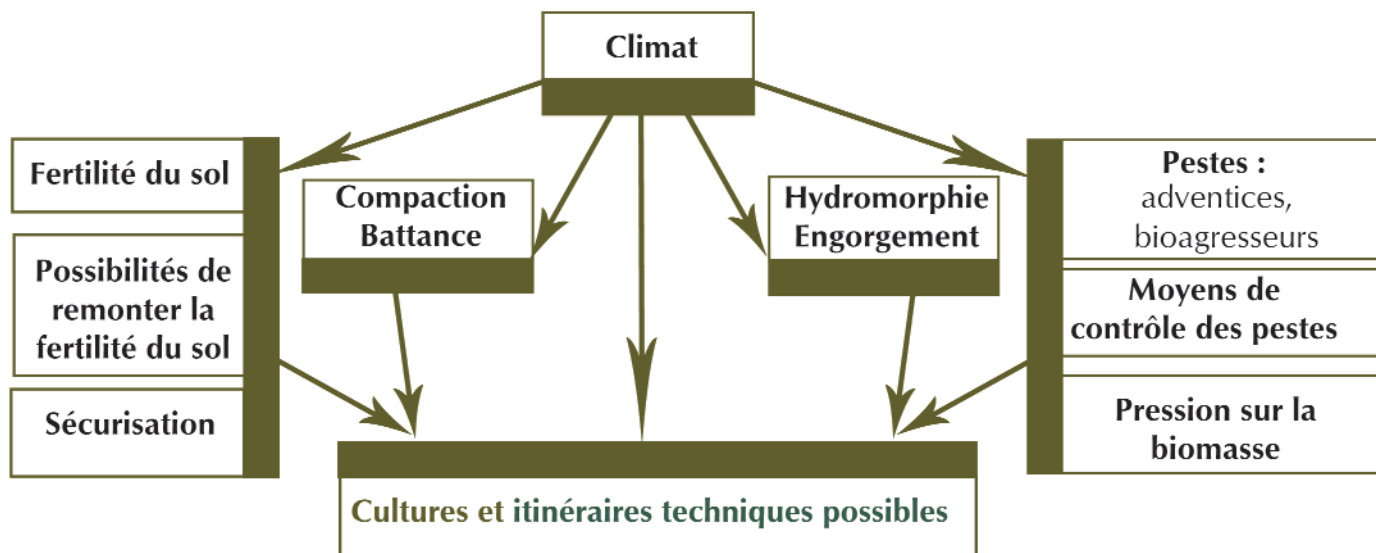 Climat
Fertilité du sol
Possibilités de
remonter la
fertilité du sol
Sécurisation
Compaction
Battance
Hydromorphie
Engorgement
Pestes :
adventices,
bioagresseurs
Moyens de
contrôle des pestes
Pression sur la
biomasse
Cultures et itinéraires techniques possibles